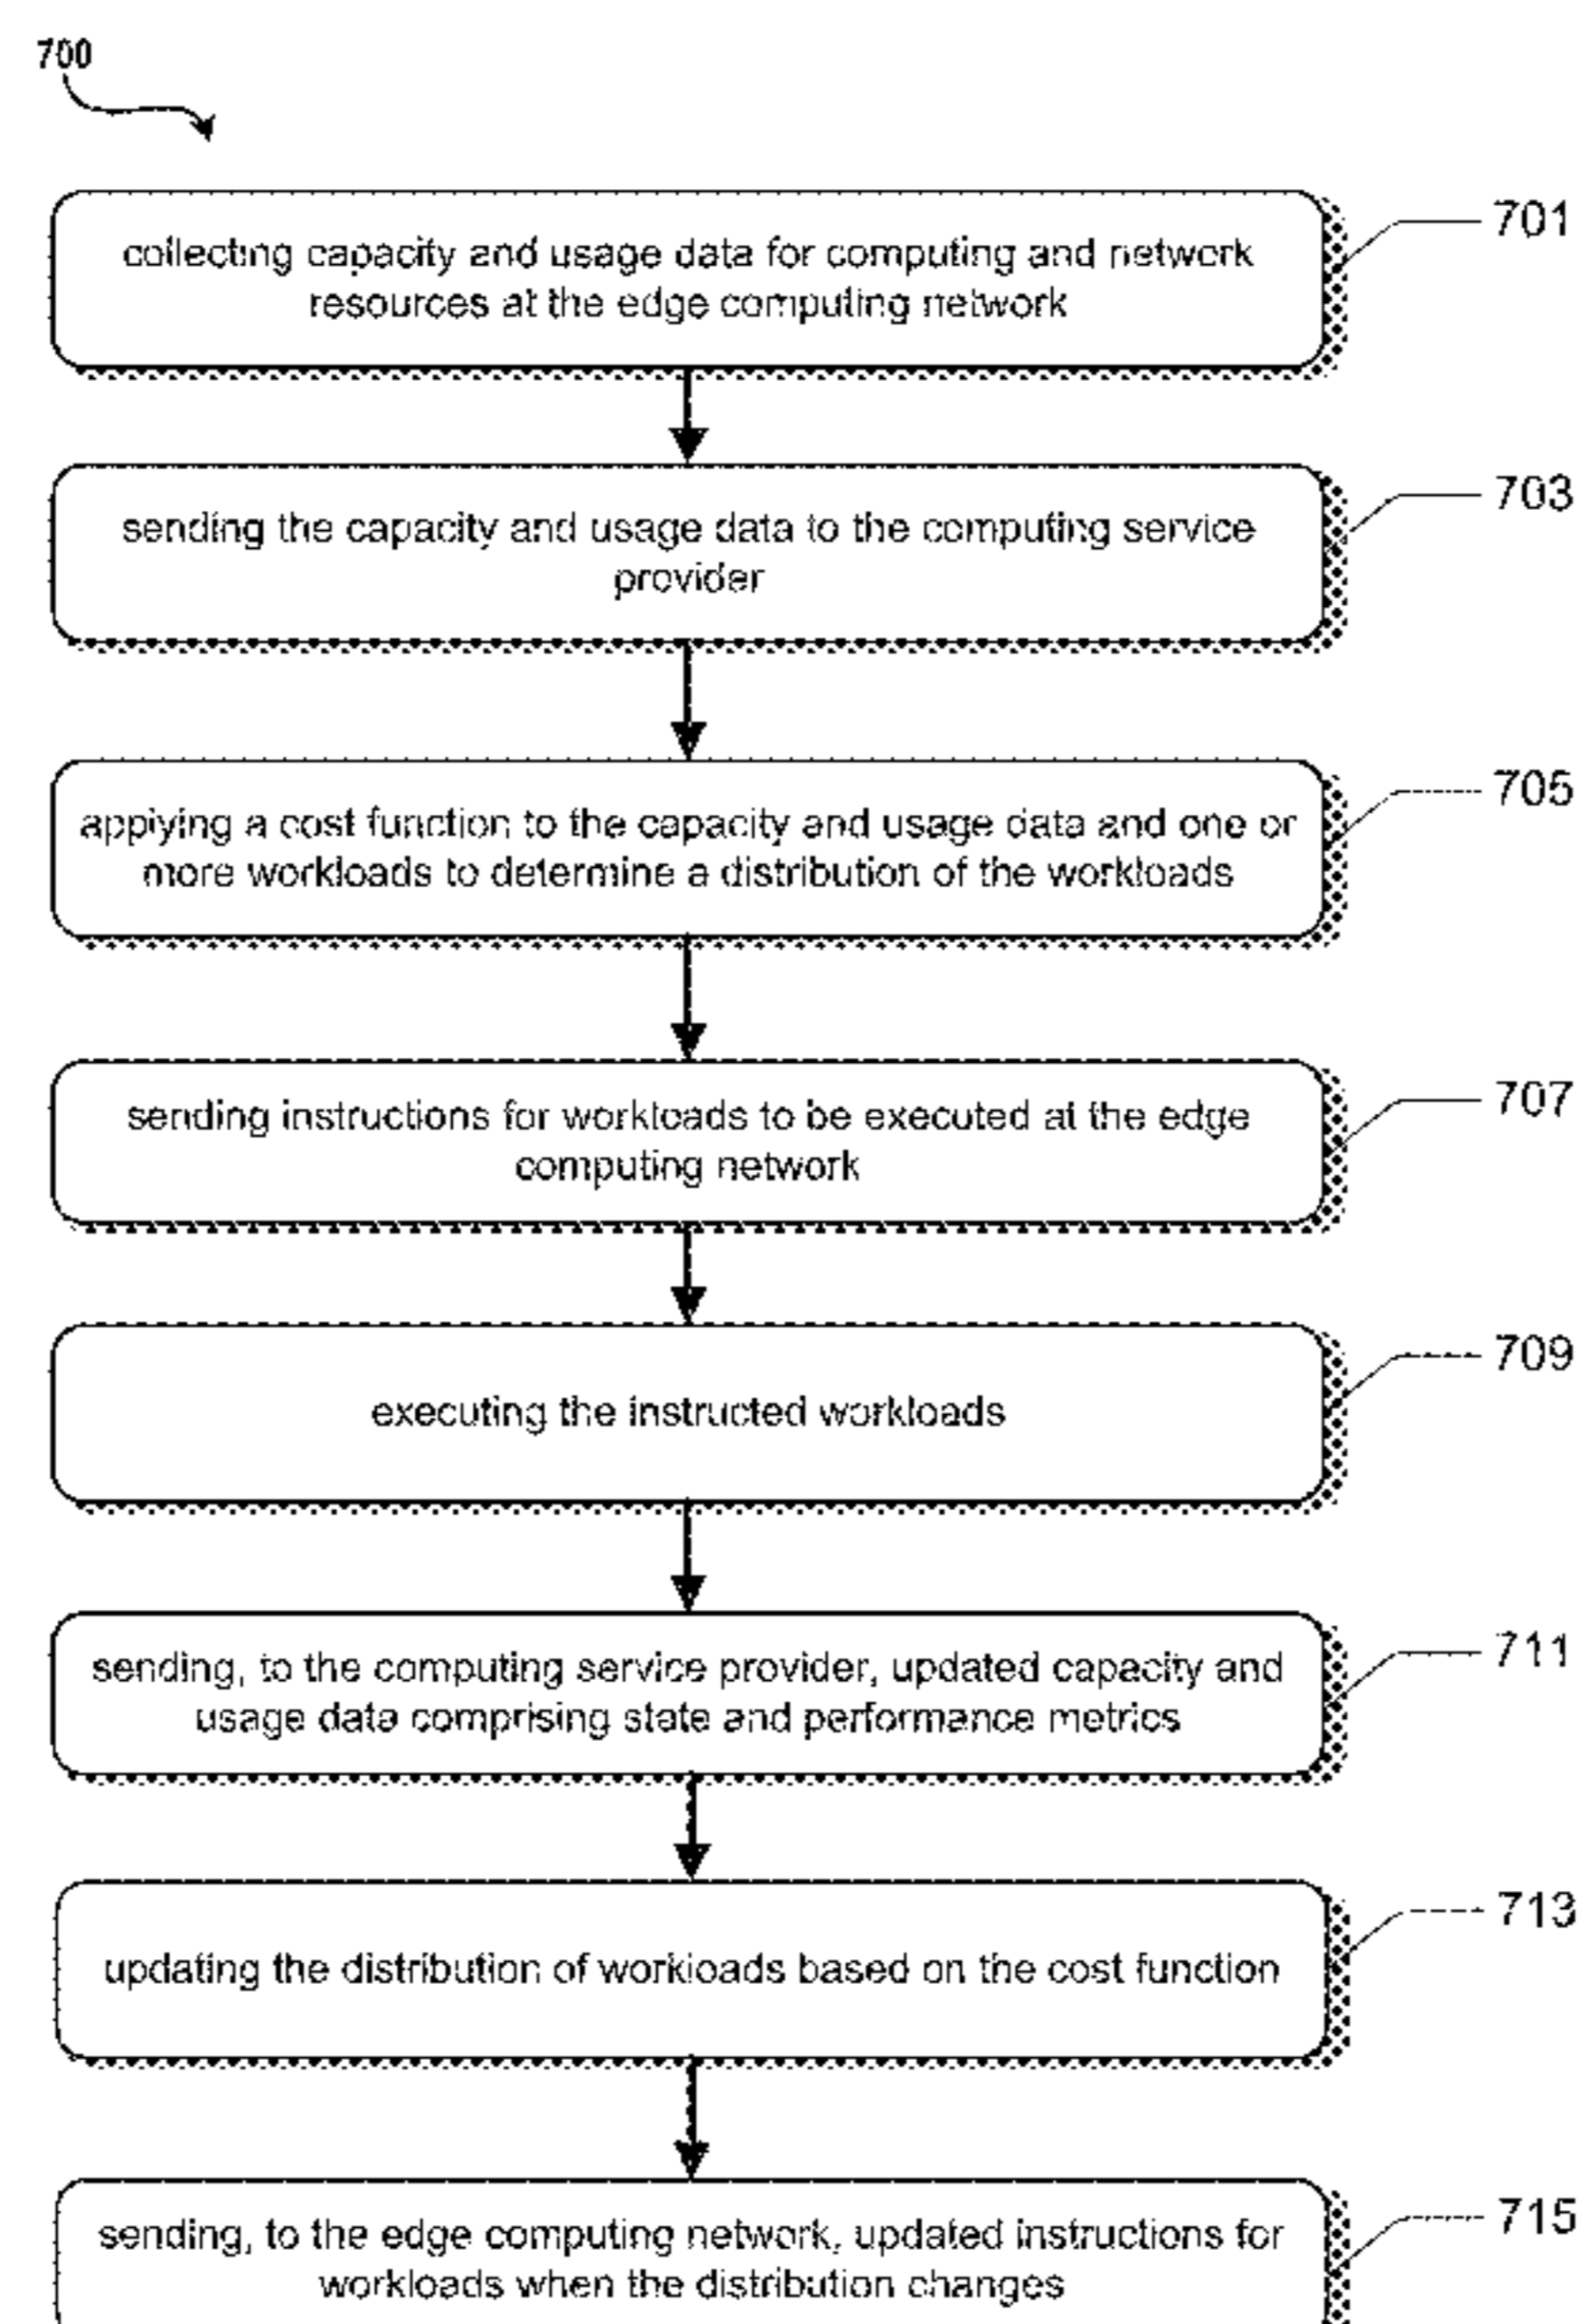 700
collecting capacity and usage data for computing and network
resources at the edge computing network
701
sending the capacity and usage data to the computing service
provider
703
applying a cost function to the capacity and usage data and one or
more workloads to determine a distribution of the workloads
705
sending instructions for workloads to be executed at the edge
computing network
707
executing the instructed workloads
709
sending, to the computing service provider, updated capacity and
usage data comprising state and performance metrics
711
updating the distribution of workloads based on the cost function
713
sending, to the edge computing network, updated instructions for
workloads when the distribution changes
715